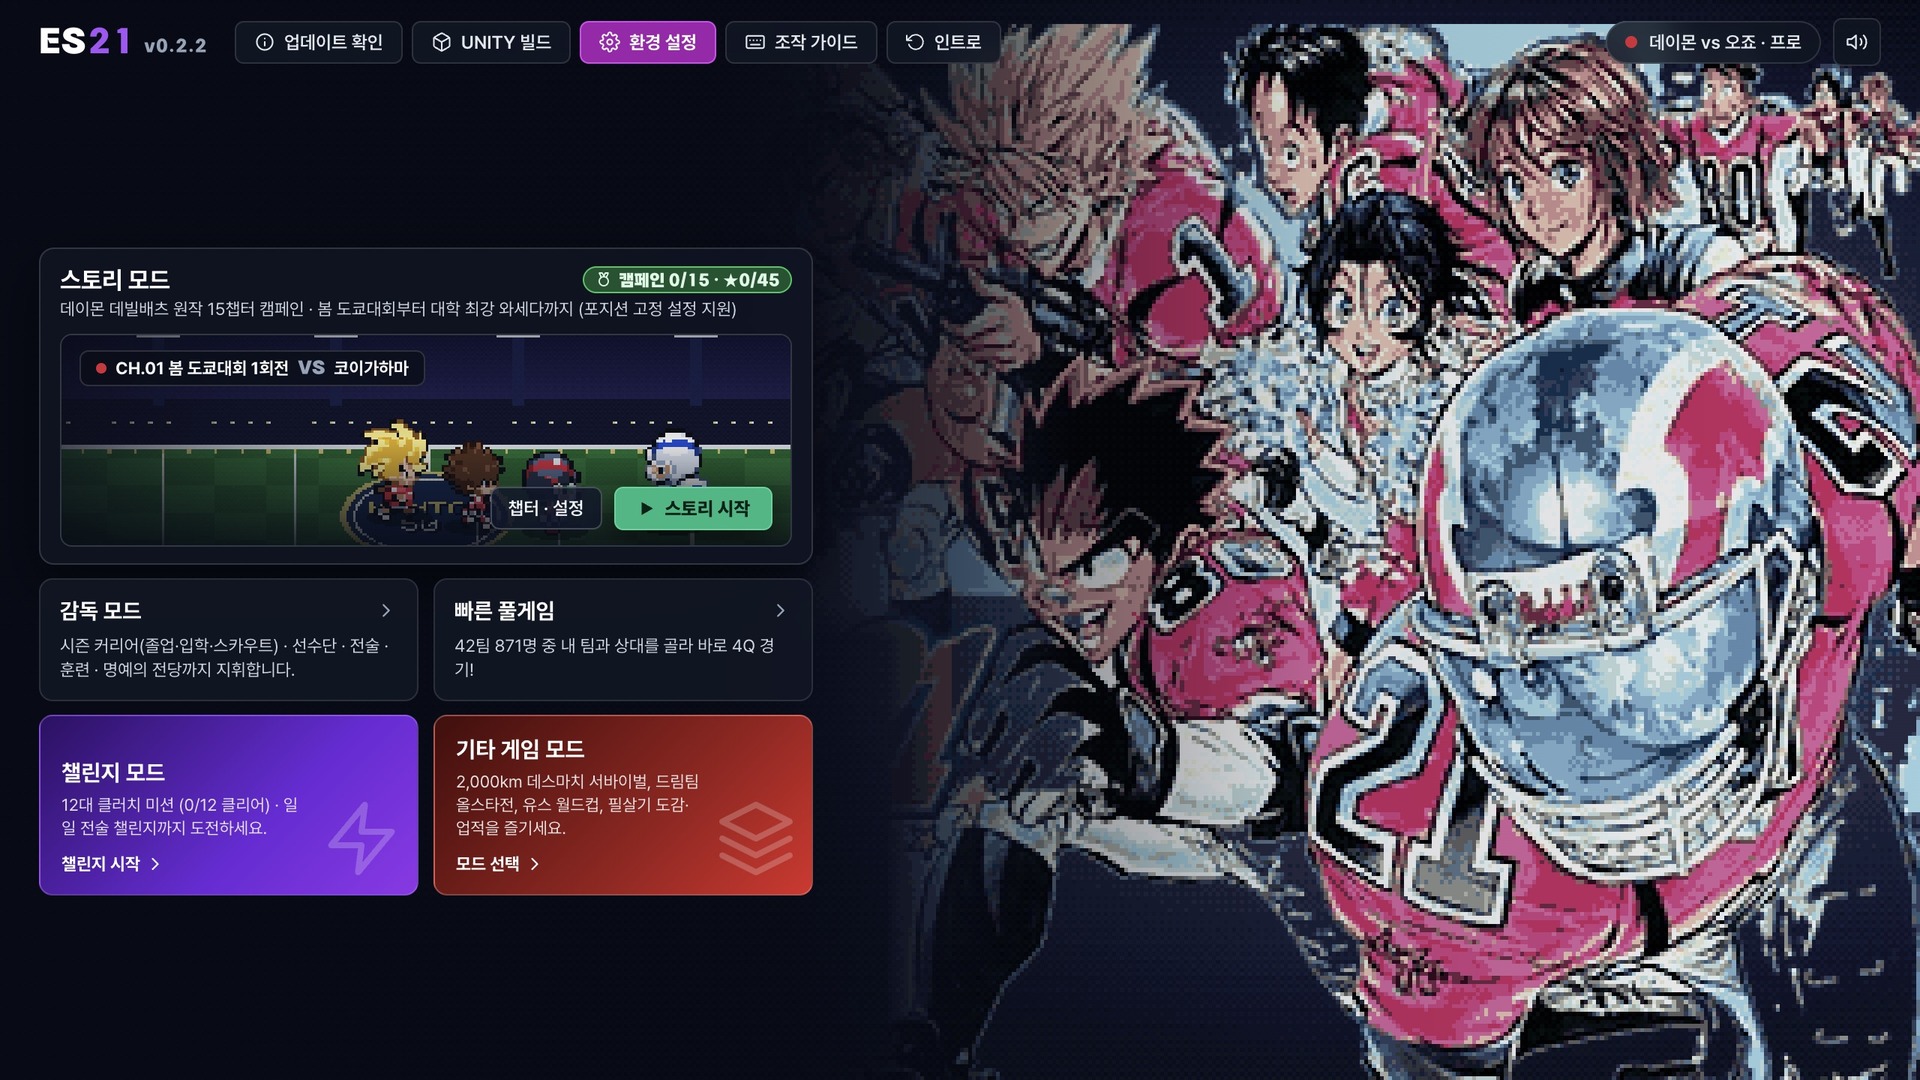 ES21 v0.2.2
업데이트 확인
UNITY 빌드
환경 설정
조작 가이드
인트로
데이몬 vs 오죠 · 프로
스토리 모드
캠페인 0/15 · ★0/45
데이몬 데빌배츠 원작 15챕터 캠페인 · 봄 도쿄대회부터 대학 최강 와세다까지 (포지션 고정 설정 지원)
CH.01 봄 도쿄대회 1회전 VS 코이가하마
챕터 · 설정
스토리 시작
감독 모드
시즌 커리어(졸업·입학·스카우트) · 선수단 · 전술 ·
훈련 · 명예의 전당까지 지휘합니다.
빠른 풀게임
42팀 871명 중 내 팀과 상대를 골라 바로 4Q 경
기!
챌린지 모드
12대 클러치 미션 (0/12 클리어) · 일
일 전술 챌린지까지 도전하세요.
챌린지 시작
기타 게임 모드
2,000km 데스마치 서바이벌, 드림팀
올스타전, 유스 월드컵, 필살기 도감·
업적을 즐기세요.
모드 선택
21